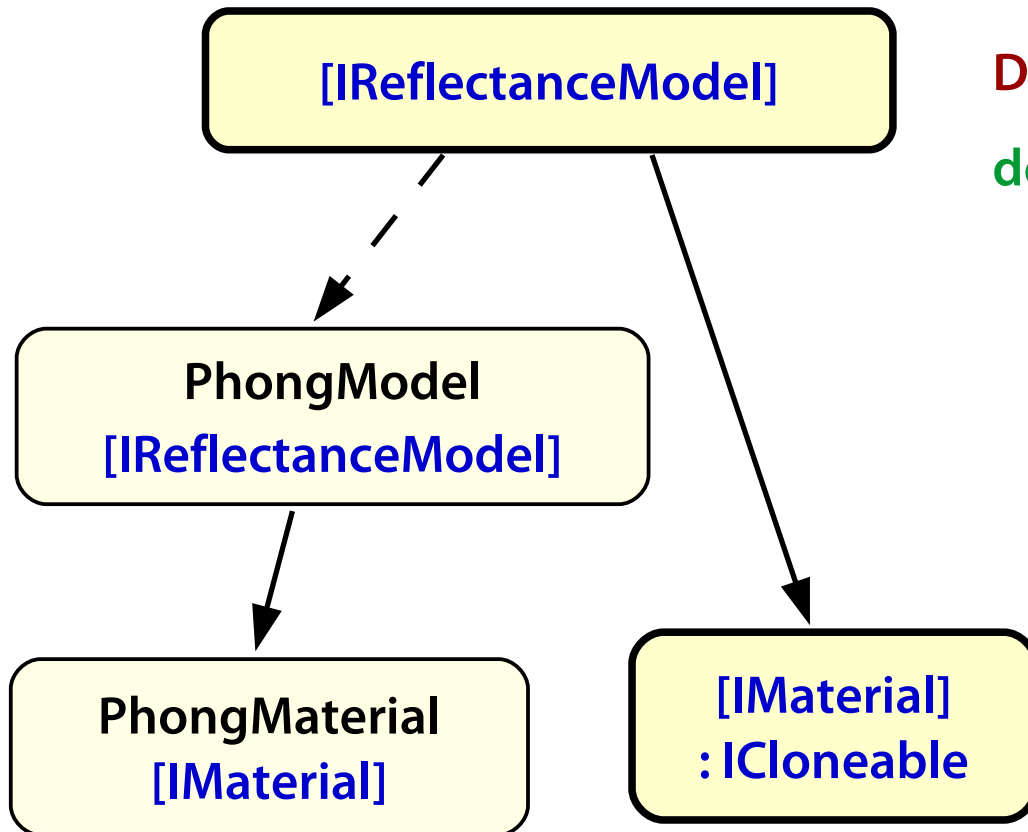 [IReflectanceModel]
PhongModel
[IReflectanceModel]
PhongMaterial
[IMaterial]
[IMaterial]
: ICloneable